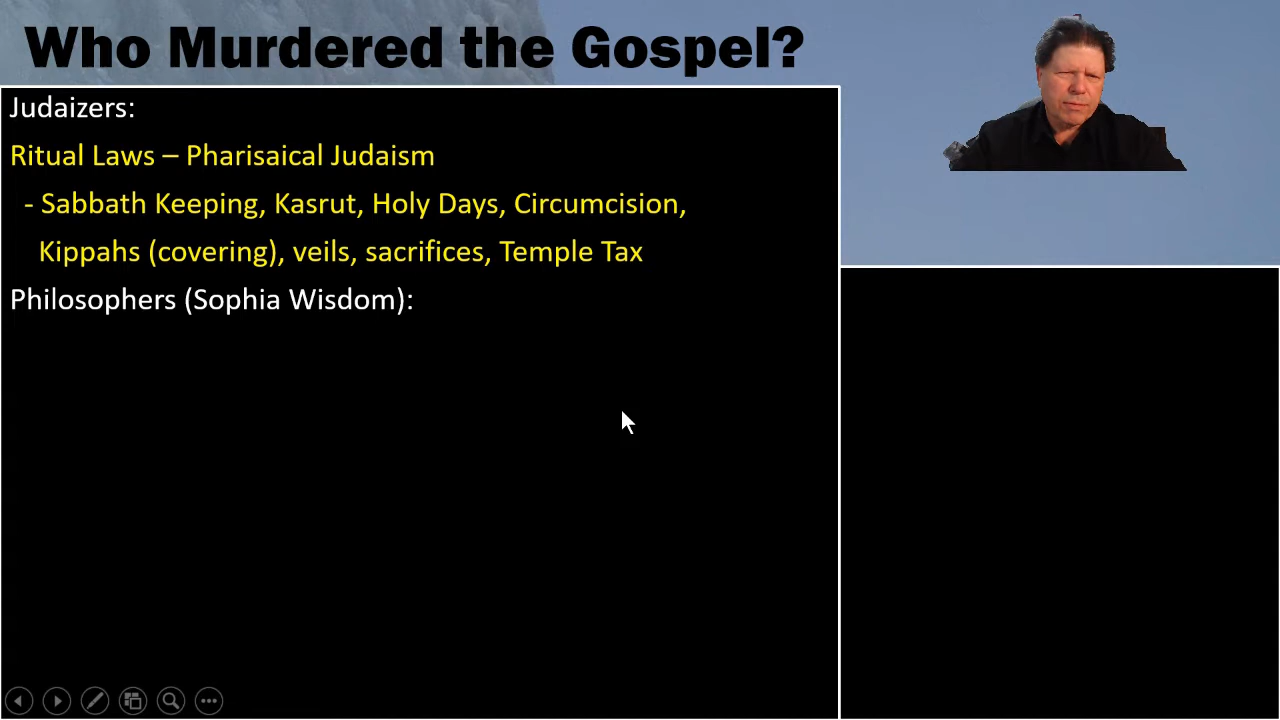 Who Murdered the Gospel?
Judaizers:
Ritual Laws – Pharisaical Judaism
- Sabbath Keeping, Kasrut, Holy Days, Circumcision,
Kippahs (covering), veils, sacrifices, Temple Tax
Philosophers (Sophia Wisdom):